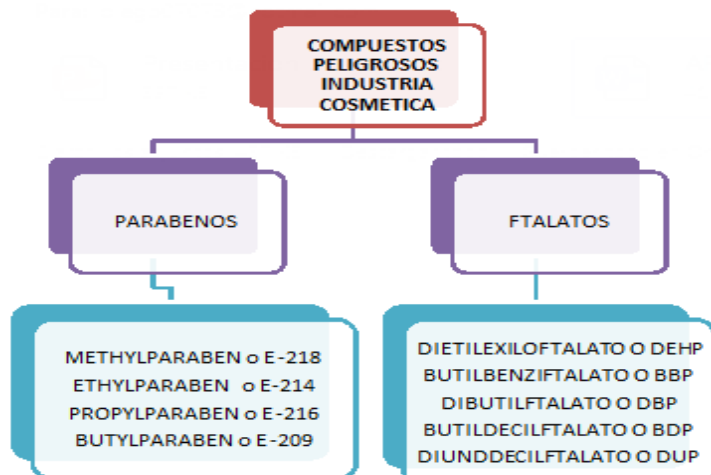 COMPUESTOS
PELIGROSOS
INDUSTRIA
COSMETICA
PARABENOS
FTALATOS
METHYLPARABEN o E-218
ETHYLPARABEN o E-214
PROPYLPARABEN o E-216
BUTYLPARABEN o E-209
DIETILEXILOFTALATO O DEHP
BUTILBENZIFTALATO O BBP
DIBUTILFTALATO O DBP
BUTILDECILFTALATO O BDP
DIUNDDECILFTALATO O DUP